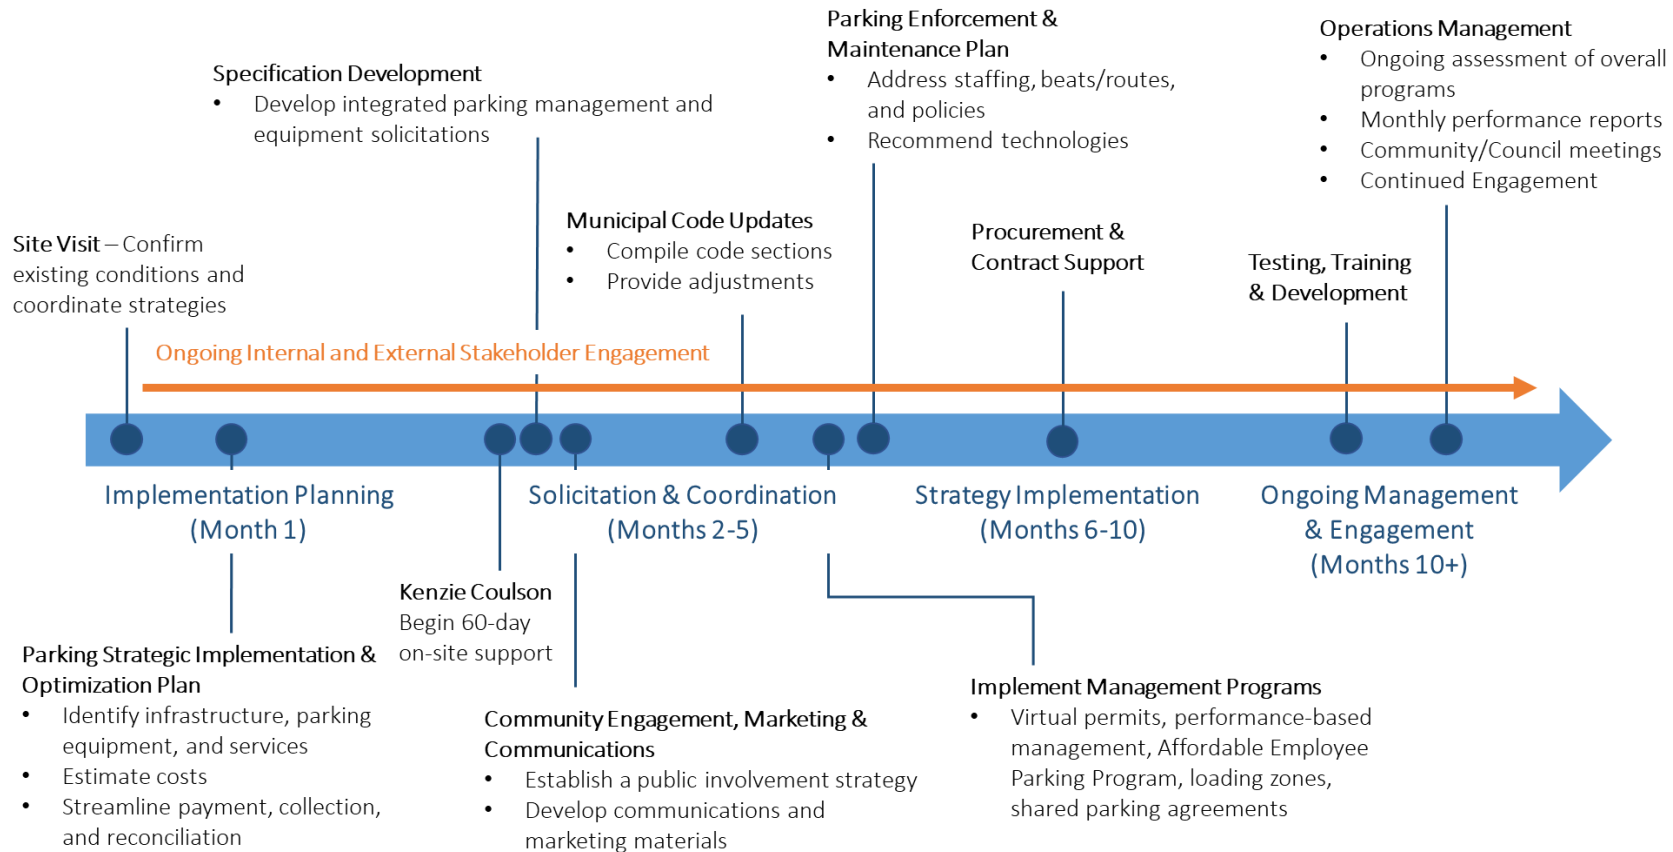 Site Visit – Confirm
existing conditions and
coordinate strategies
Specification Development
• Develop integrated parking management and
equipment solicitations
Municipal Code Updates
• Compile code sections
• Provide adjustments
Parking Enforcement &
Maintenance Plan
• Address staffing, beats/routes,
and policies
• Recommend technologies
Procurement &
Contract Support
Testing, Training
& Development
Operations Management
• Ongoing assessment of overall
programs
• Monthly performance reports
• Community/Council meetings
• Continued Engagement
Ongoing Internal and External Stakeholder Engagement
Implementation Planning
(Month 1)
Solicitation & Coordination
(Months 2-5)
Strategy Implementation
(Months 6-10)
Ongoing Management
& Engagement
(Months 10+)
Parking Strategic Implementation &
Optimization Plan
• Identify infrastructure, parking
equipment, and services
• Estimate costs
• Streamline payment, collection,
and reconciliation
Kenzie Coulson
Begin 60-day
on-site support
Community Engagement, Marketing &
Communications
• Establish a public involvement strategy
• Develop communications and
marketing materials
Implement Management Programs
• Virtual permits, performance-based
management, Affordable Employee
Parking Program, loading zones,
shared parking agreements